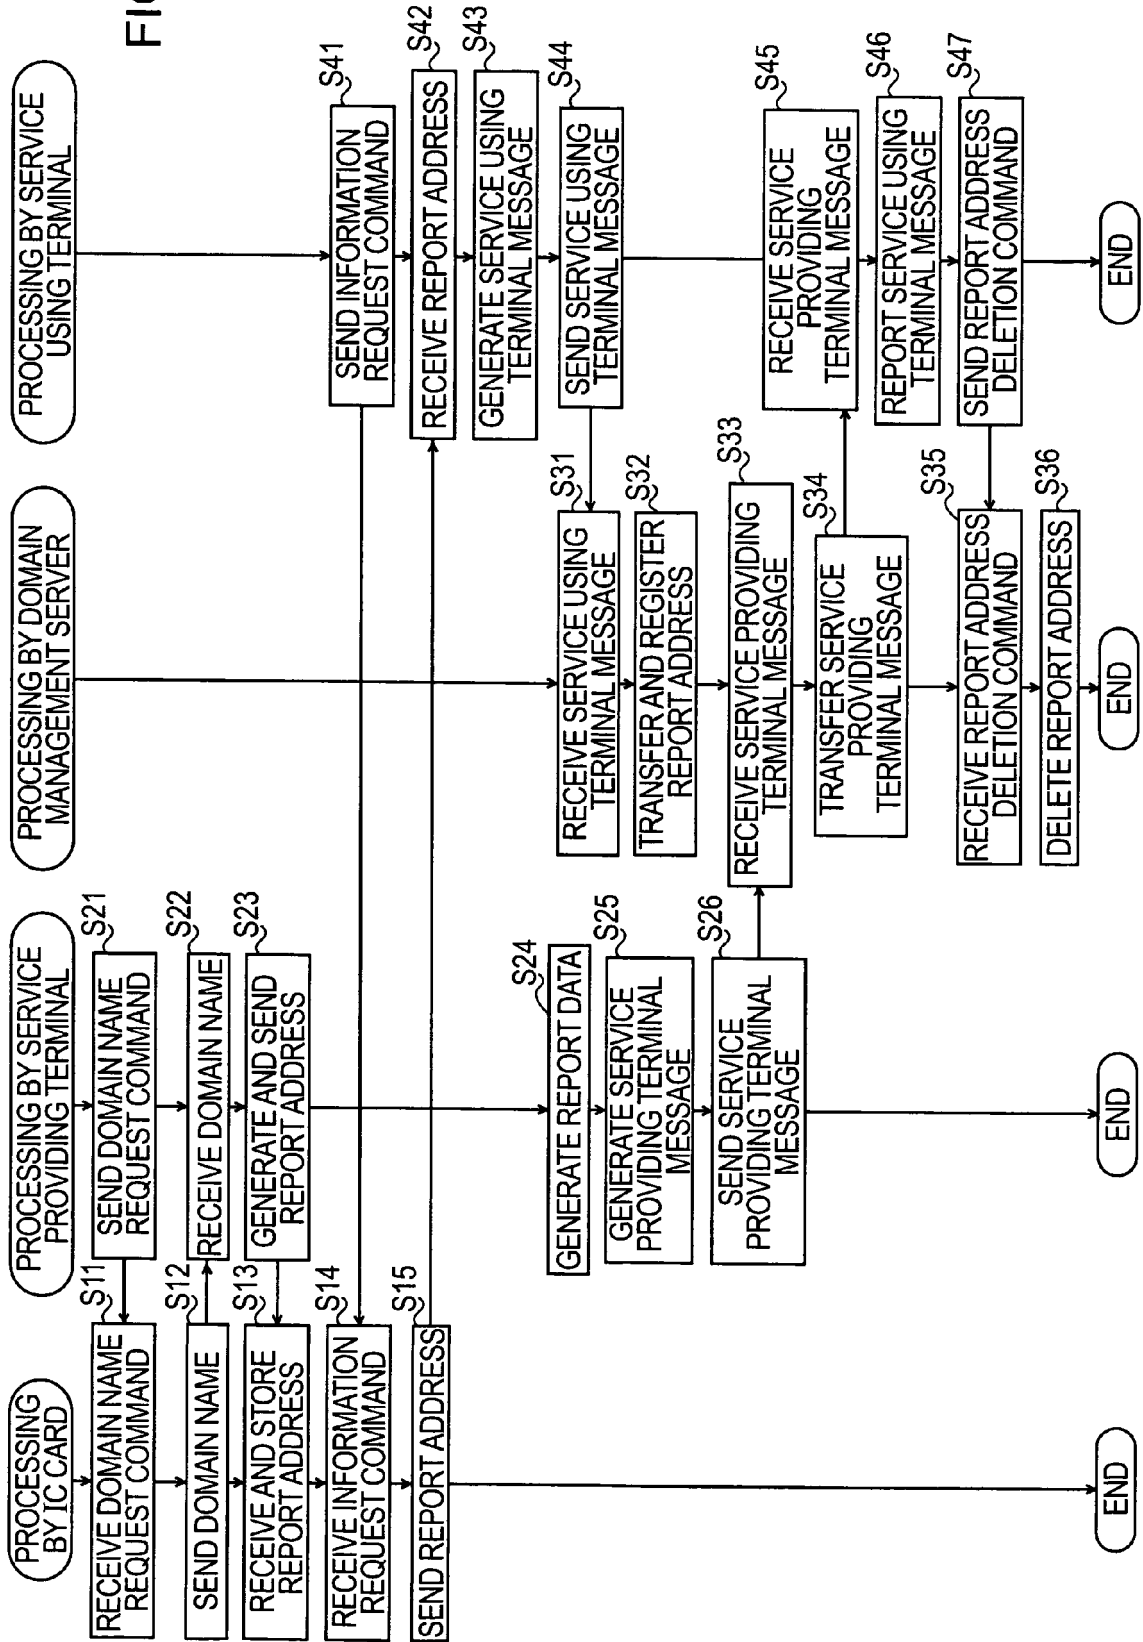 FIG
PROCESSING
BY IC CARD
S11
RECEIVE DOMAIN NAME
REQUEST COMMAND
S12
SEND DOMAIN NAME
S13
RECEIVE AND STORE
REPORT ADDRESS
S14
RECEIVE INFORMATION
REQUEST COMMAND
S15
SEND REPORT ADDRESS
END
PROCESSING BY SERVICE
PROVIDING TERMINAL
S21
SEND DOMAIN NAME
REQUEST COMMAND
S22
RECEIVE DOMAIN NAME
S23
GENERATE AND SEND
REPORT ADDRESS
S24
GENERATE REPORT DATA
S25
GENERATE SERVICE
PROVIDING TERMINAL
MESSAGE
S26
SEND SERVICE
PROVIDING TERMINAL
MESSAGE
END
PROCESSING BY DOMAIN
MANAGEMENT SERVER
S31
RECEIVE SERVICE USING
TERMINAL MESSAGE
S32
TRANSFER AND REGISTER
REPORT ADDRESS
S33
RECEIVE SERVICE PROVIDING
TERMINAL MESSAGE
S34
TRANSFER SERVICE
PROVIDING
TERMINAL MESSAGE
S35
RECEIVE REPORT ADDRESS
DELETION COMMAND
S36
DELETE REPORT ADDRESS
END
PROCESSING BY SERVICE
USING TERMINAL
S41
SEND INFORMATION
REQUEST COMMAND
S42
RECEIVE REPORT ADDRESS
S43
GENERATE SERVICE USING
TERMINAL MESSAGE
S44
SEND SERVICE USING
TERMINAL MESSAGE
S45
RECEIVE SERVICE
PROVIDING
TERMINAL MESSAGE
S46
REPORT SERVICE USING
TERMINAL MESSAGE
S47
SEND REPORT ADDRESS
DELETION COMMAND
END